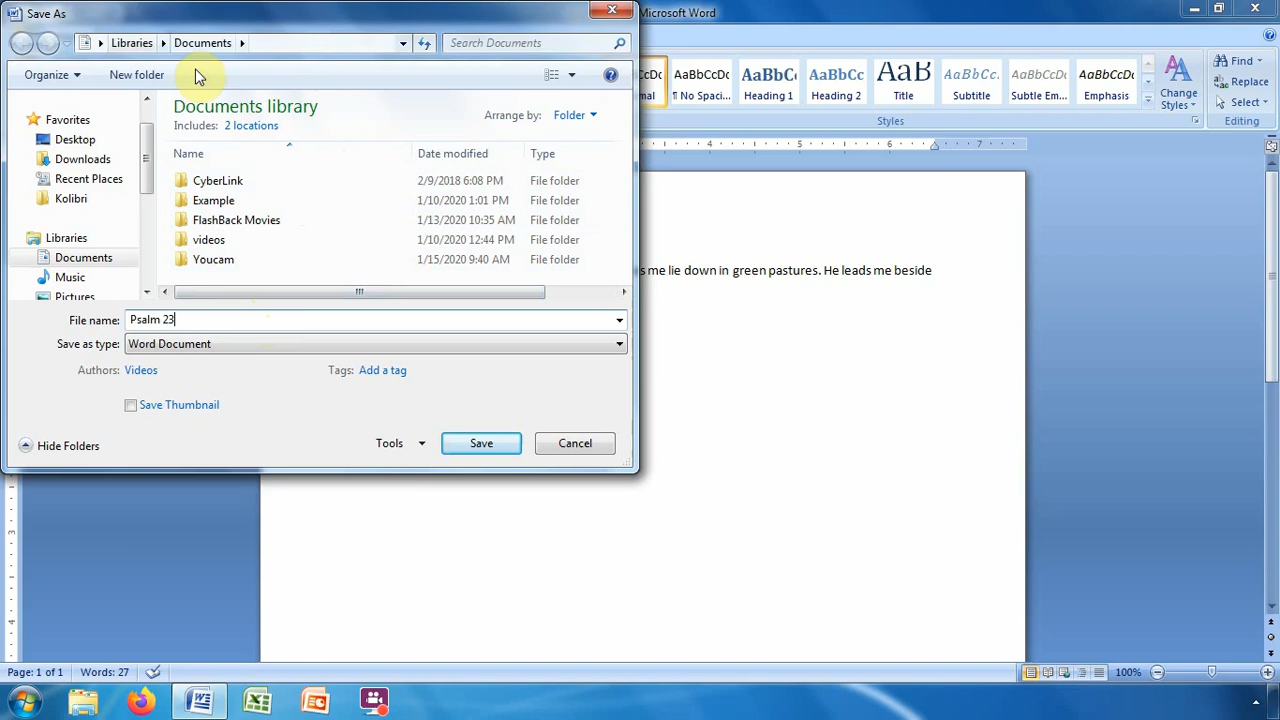 Save As
Microsoft Word
Libraries
Documents
Search Documents
Organize
New folder
Documents library
Includes: 2 locations
Arrange by: Folder
Name
Date modified
Type
Favorites
Desktop
Downloads
Recent Places
Kolibri
Libraries
Documents
Music
Pictures
CyberLink 2/9/2018 6:08 PM File folder
Example 1/10/2020 1:01 PM File folder
FlashBack Movies 1/13/2020 10:35 AM File folder
videos 1/10/2020 12:44 PM File folder
Youcam 1/15/2020 9:40 AM File folder
File name: Psalm 23
Save as type: Word Document
Authors: Videos
Tags: Add a tag
Save Thumbnail
Hide Folders
Tools
Save
Cancel
AaBbCcDc AaBbC AaBbCc AaB AaBbCc. AaBbCcDc AaBbCcDc
mal ¶ No Spaci... Heading 1 Heading 2 Title Subtitle Subtle Em... Emphasis
Change
Styles
Styles
Find
Replace
Select
Editing
4 5 6 7
s me lie down in green pastures. He leads me beside
3
4
Page: 1 of 1
Words: 27
100%